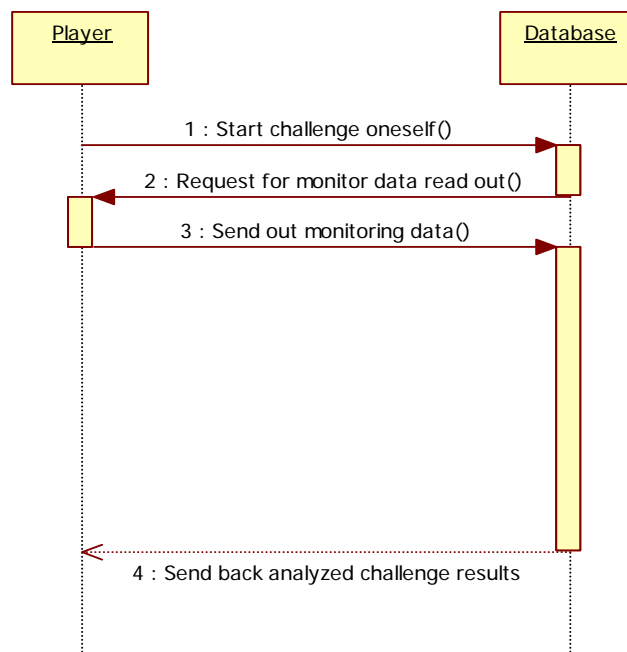 Player
Database
1 : Start challenge oneself()
2 : Request for monitor data read out()
3 : Send out monitoring data()
4 : Send back analyzed challenge results